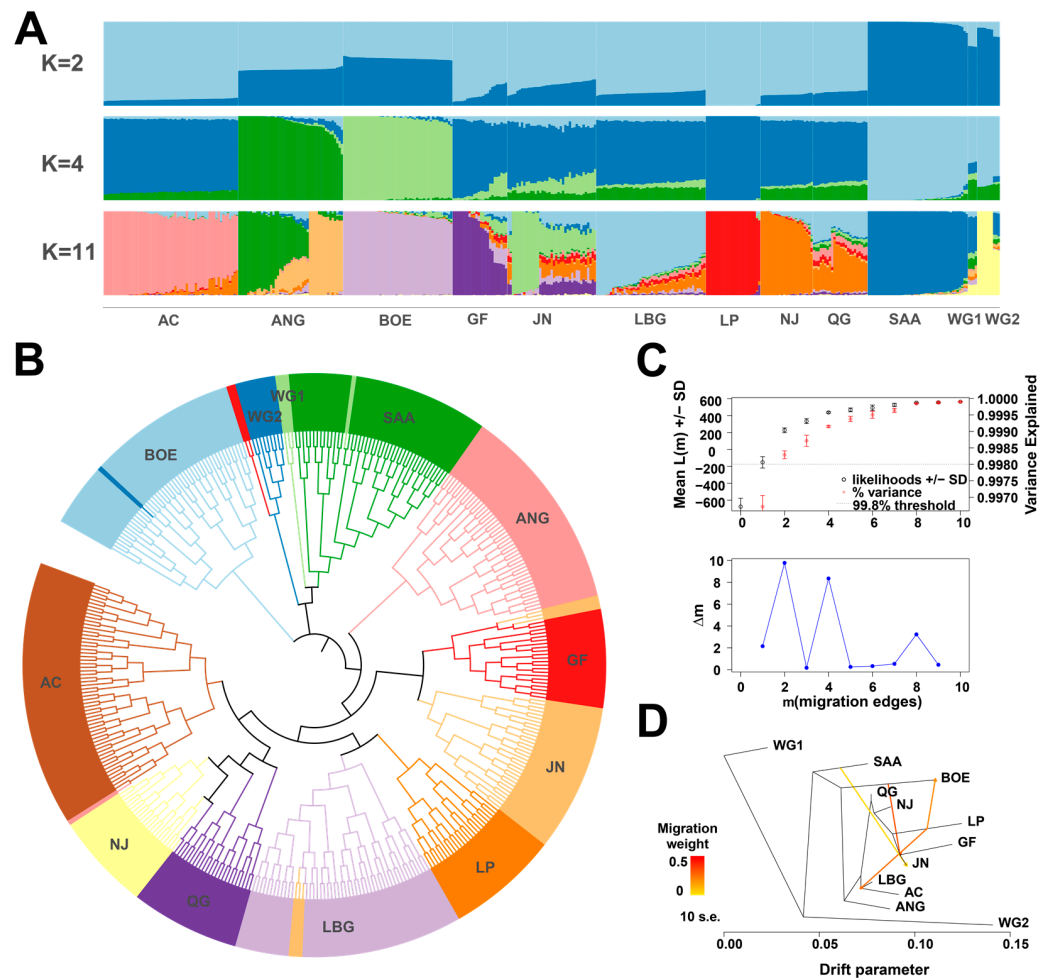 A
K=2
K=4
K=11
AC ANG BOE GF JN LBG LP NJ QG SAA WG1 WG2
B
BOE
WG2
WG1
SAA
ANG
GF
JN
LP
LBG
QG
NJ
AC
C
Mean L(m) +/− SD
600
400
200
0
−200
−400
−600
1.0000
0.9995
0.9990
0.9985
0.9980
0.9975
0.9970
Variance Explained
likelihoods +/− SD
% variance
99.8% threshold
0 2 4 6 8 10
Δm
10
8
6
4
2
0
0 2 4 6 8 10
m(migration edges)
D
WG1
SAA
BOE
QG
NJ
LP
GF
JN
LBG
AC
ANG
WG2
Migration
weight
0.5
0
10 s.e.
0.00 0.05 0.10 0.15
Drift parameter